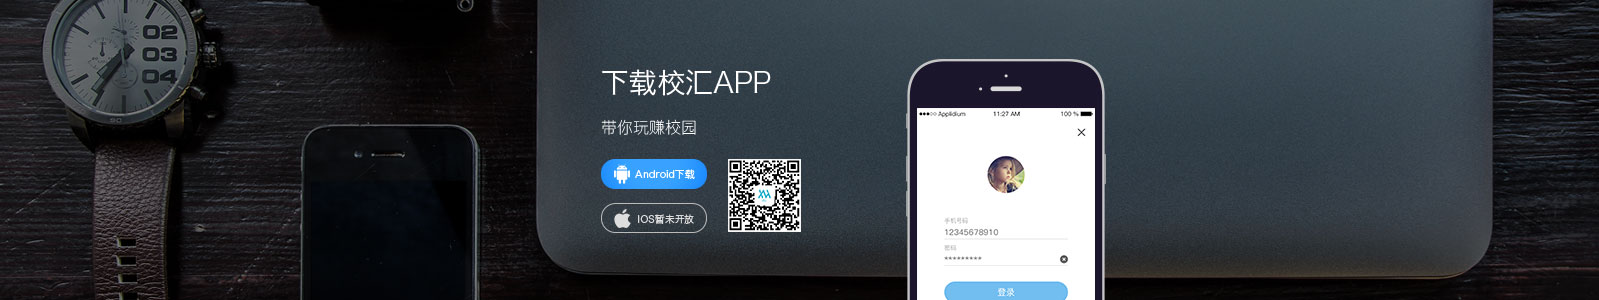 02
03
04
下载校汇APP
带你玩赚校园
Android下载
IOS暂未开放
Applidium 11:27 AM 100 %
手机号码
12345678910
密码
*********
登录